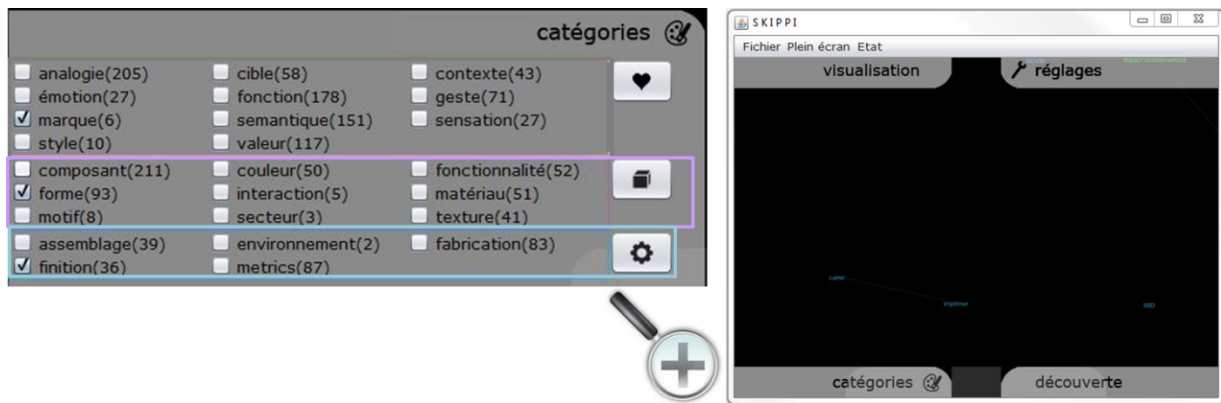 catégories
analogie(205) cible(58) contexte(43)
émotion(27) fonction(178) geste(71)
marque(6) semantique(151) sensation(27)
style(10) valeur(117)
composant(211) couleur(50) fonctionnalité(52)
forme(93) interaction(5) matériau(51)
motif(8) secteur(3) texture(41)
assemblage(39) environnement(2) fabrication(83)
finition(36) metrics(87)
SKIPPI
Fichier Plein écran Etat
visualisation réglages
imprimer
catégories découverte